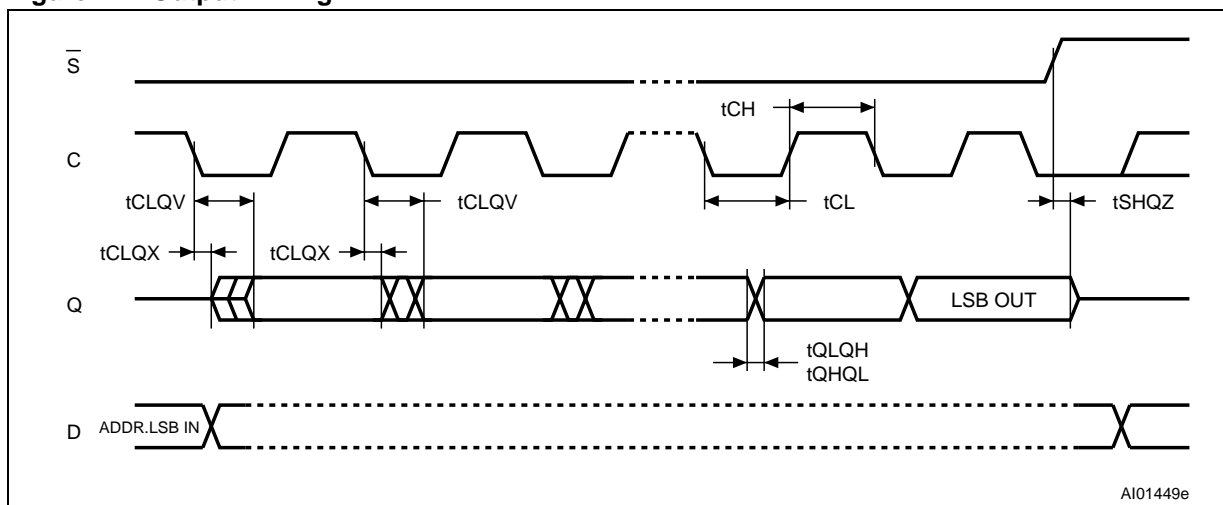 S
tCH
C
tCLQV
tCLQV
tCL
tSHQZ
tCLQX
tCLQX
Q
LSB OUT
tQLQH
tQHQL
D
ADDR.LSB IN
AI01449e